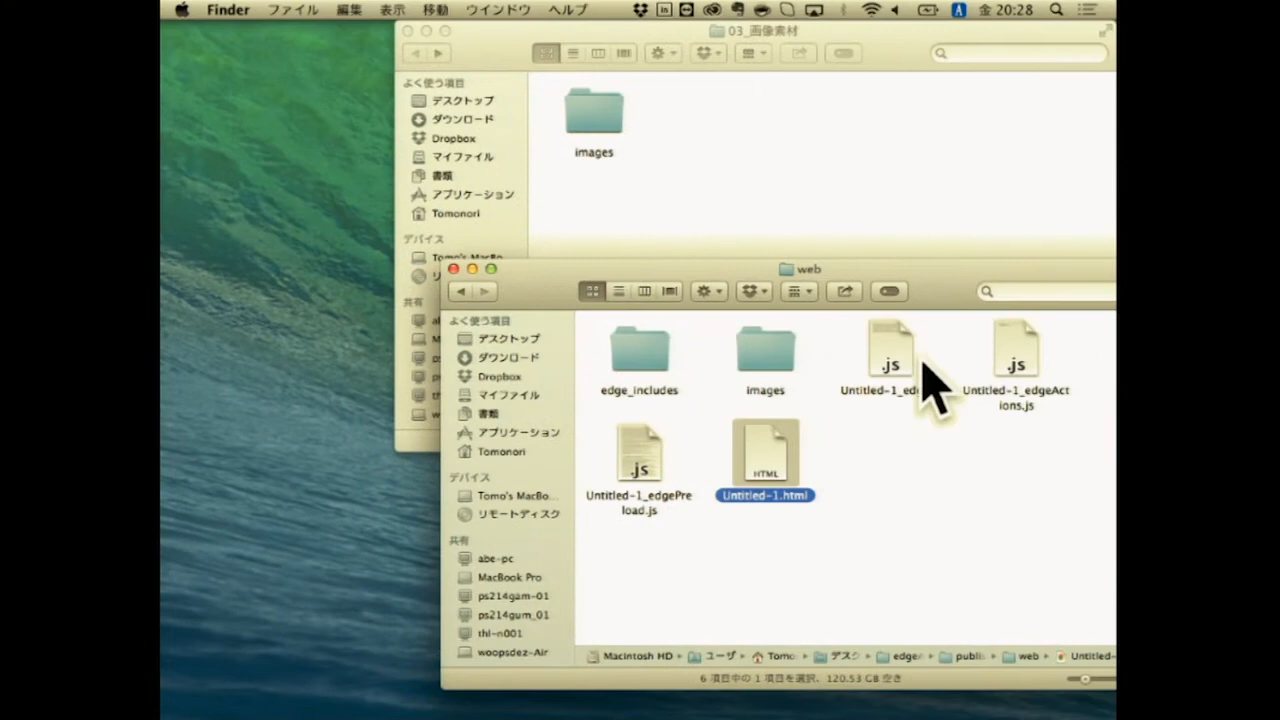 Finder ファイル 編集 表示 移動 ウインドウ ヘルプ 金 20:28
03_画像素材
よく使う項目
デスクトップ
ダウンロード
Dropbox
マイファイル
書類
アプリケーション
Tomonori
デバイス
Tomo's MacBo...
共有
images
web
よく使う項目
デスクトップ
ダウンロード
Dropbox
マイファイル
書類
アプリケーション
Tomonori
デバイス
Tomo's MacBo...
リモートディスク
共有
abe-pc
MacBook Pro
ps214gam-01
ps214gum_01
thl-n001
woopsdez-Air
edge_includes
images
.js
Untitled-1_ed
.js
Untitled-1_edgeAct
ions.js
.js
Untitled-1_edgePre
load.js
HTML
Untitled-1.html
Macintosh HD ユーザ Tomo デスク edge publi web Untitled-
6 項目中の 1 項目を選択、120.53 GB 空き